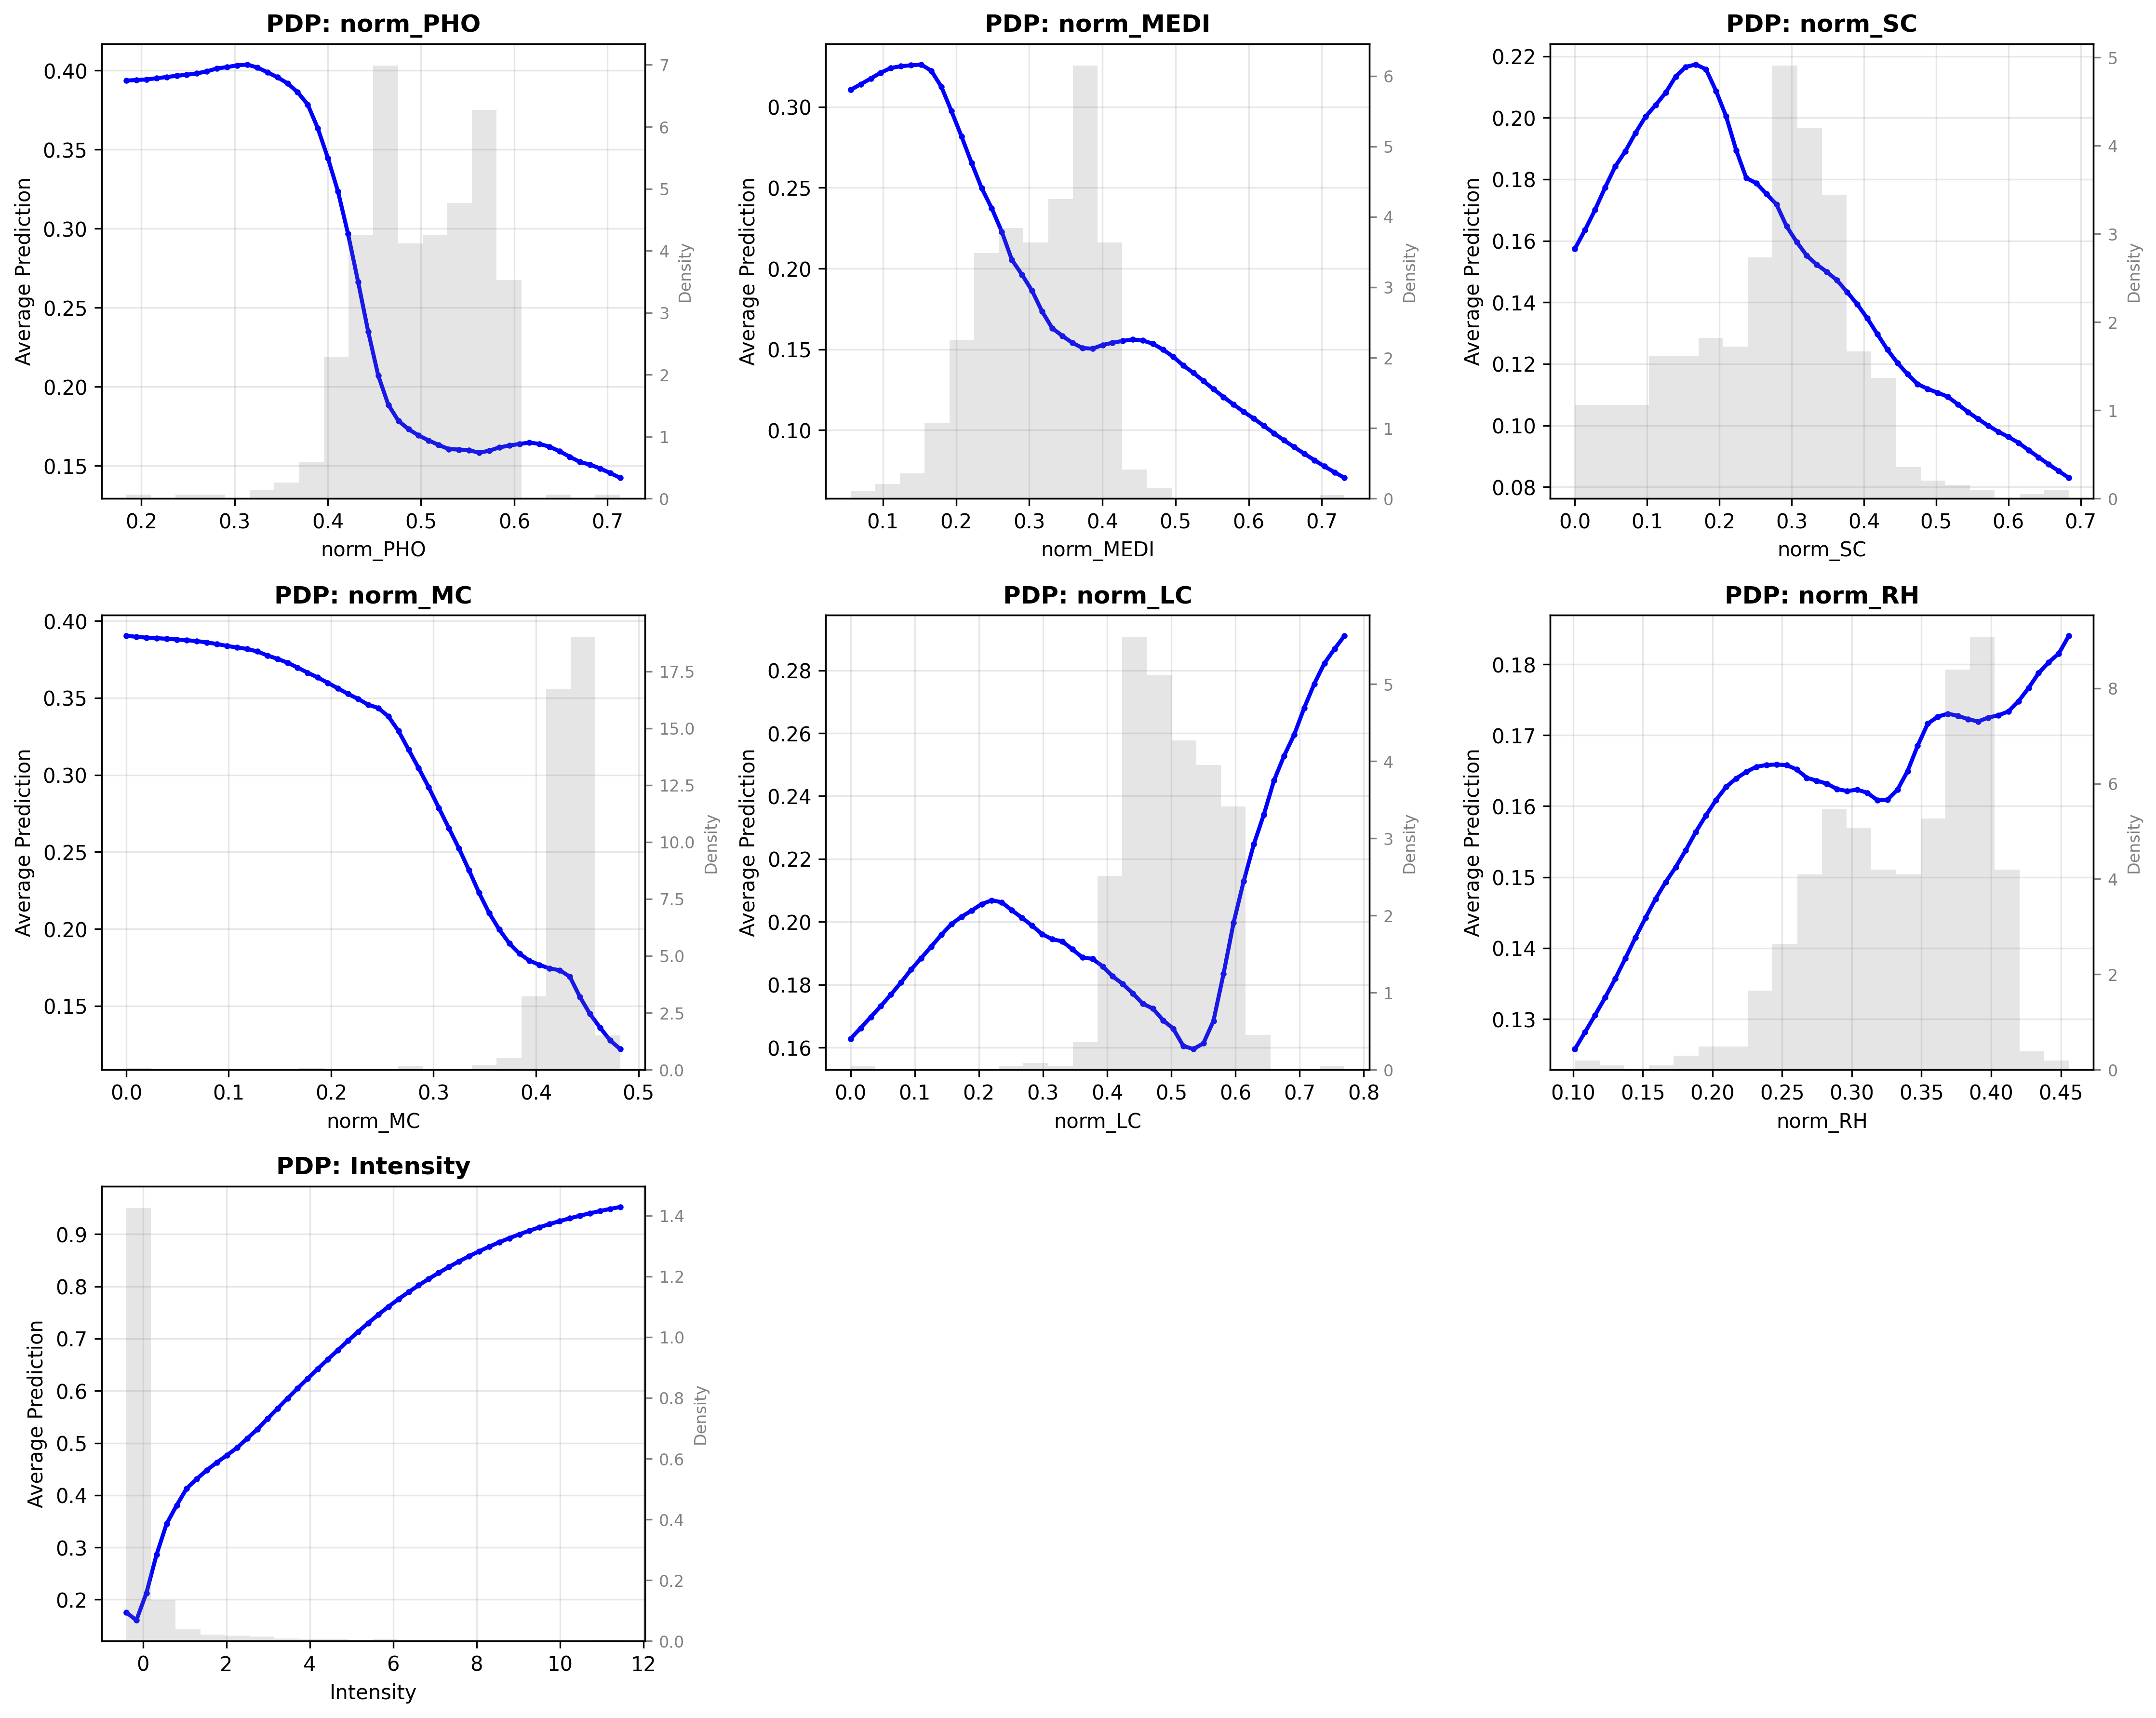 PDP: norm_PHO
0.40
0.35
0.30
0.25
0.20
0.15
Average Prediction
0.2 0.3 0.4 0.5 0.6 0.7
norm_PHO
7
6
5
4
3
2
1
0
Density
PDP: norm_MEDI
0.30
0.25
0.20
0.15
0.10
Average Prediction
0.1 0.2 0.3 0.4 0.5 0.6 0.7
norm_MEDI
6
5
4
3
2
1
0
Density
PDP: norm_SC
0.22
0.20
0.18
0.16
0.14
0.12
0.10
0.08
Average Prediction
0.0 0.1 0.2 0.3 0.4 0.5 0.6 0.7
norm_SC
5
4
3
2
1
0
Density
PDP: norm_MC
0.40
0.35
0.30
0.25
0.20
0.15
Average Prediction
0.0 0.1 0.2 0.3 0.4 0.5
norm_MC
17.5
15.0
12.5
10.0
7.5
5.0
2.5
0.0
Density
PDP: norm_LC
0.28
0.26
0.24
0.22
0.20
0.18
0.16
Average Prediction
0.0 0.1 0.2 0.3 0.4 0.5 0.6 0.7 0.8
norm_LC
5
4
3
2
1
0
Density
PDP: norm_RH
0.18
0.17
0.16
0.15
0.14
0.13
Average Prediction
0.10 0.15 0.20 0.25 0.30 0.35 0.40 0.45
norm_RH
8
6
4
2
0
Density
PDP: Intensity
0.9
0.8
0.7
0.6
0.5
0.4
0.3
0.2
Average Prediction
0 2 4 6 8 10 12
Intensity
1.4
1.2
1.0
0.8
0.6
0.4
0.2
0.0
Density